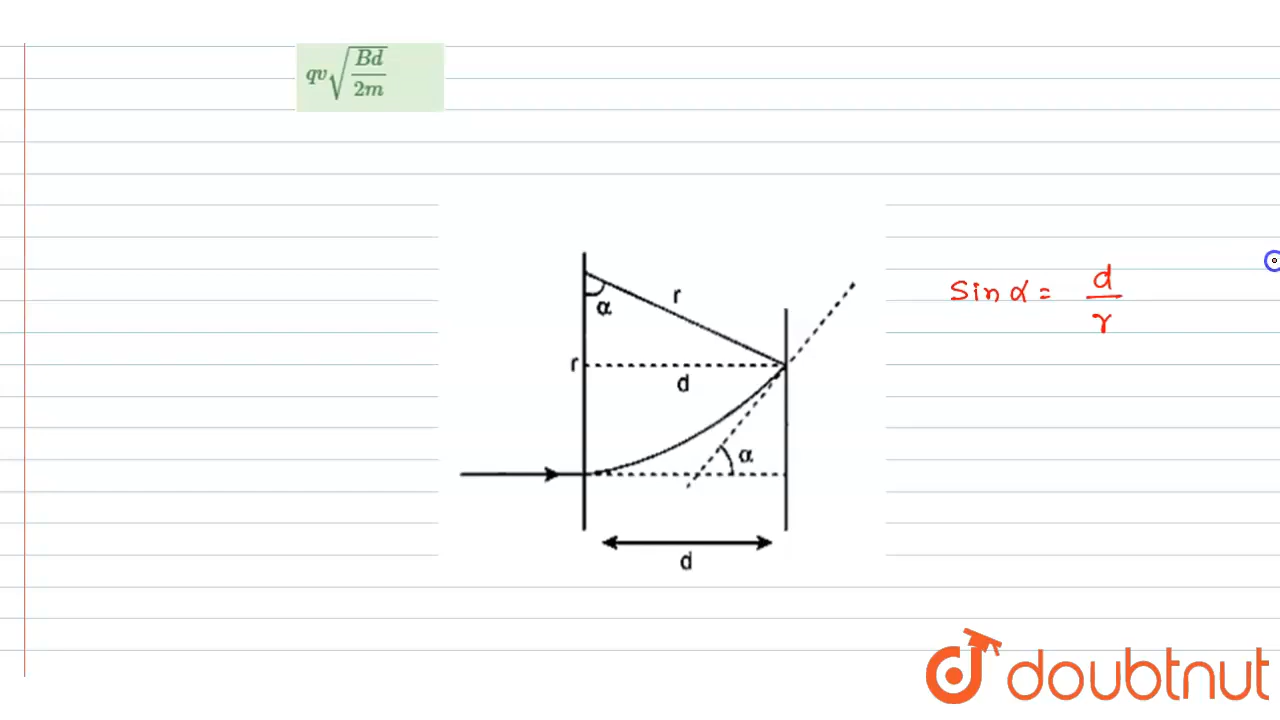 qv√(Bd/2m)
r
α
r
d
α
d
Sin α = d/r
doubtnut